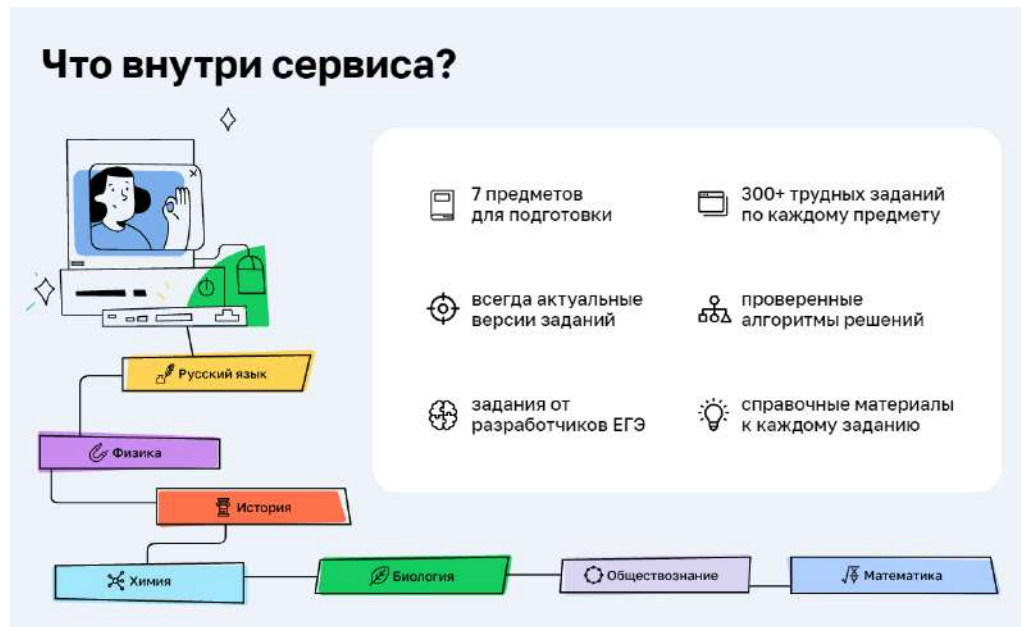 Что внутри сервиса?
7 предметов
для подготовки
300+ трудных заданий
по каждому предмету
всегда актуальные
версии заданий
проверенные
алгоритмы решений
задания от
разработчиков ЕГЭ
справочные материалы
к каждому заданию
Русский язык
Физика
История
Химия
Биология
Обществознание
Математика